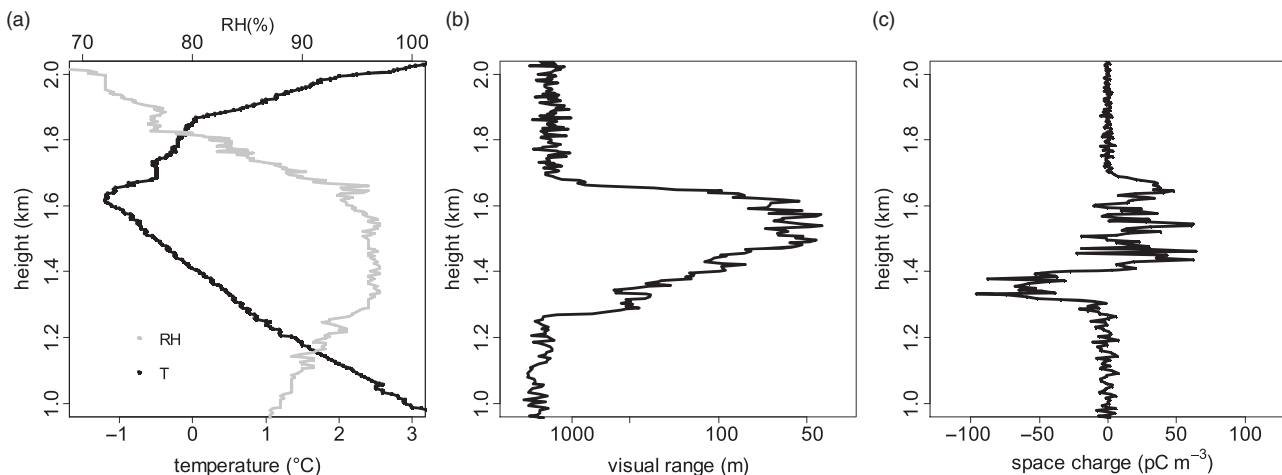 (a)
RH(%)
70 80 90 100
height (km)
1.0 1.2 1.4 1.6 1.8 2.0
RH
T
−1 0 1 2 3
temperature (°C)
(b)
height (km)
1.0 1.2 1.4 1.6 1.8 2.0
1000 100 50
visual range (m)
(c)
height (km)
1.0 1.2 1.4 1.6 1.8 2.0
−100 −50 0 50 100
space charge (pC m⁻³)